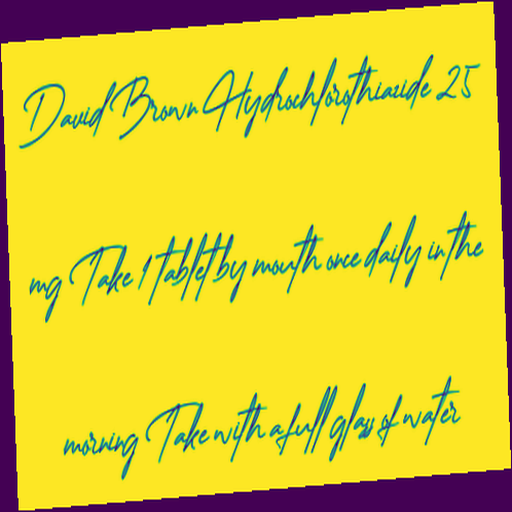 David Brown Hydrochlorothiazide 25
mg Take 1 tablet by mouth once daily in the
morning Take with a full glass of water